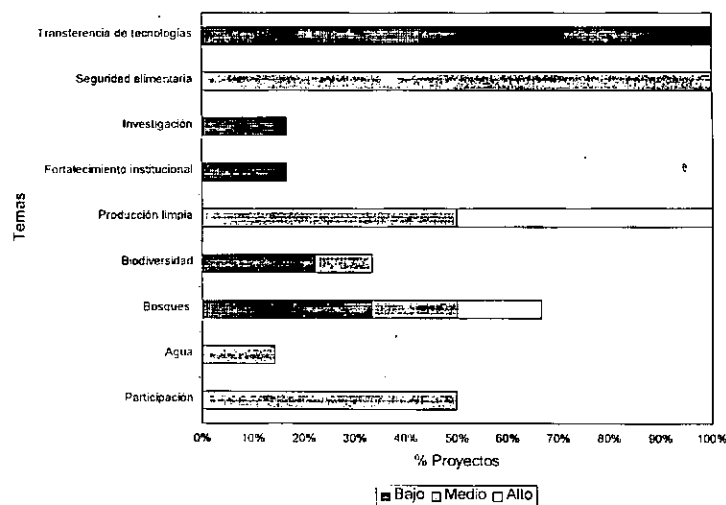 Transferencia de tecnologías
Seguridad alimentaria
Investigación
Fortalecimiento institucional
Producción limpia
Biodiversidad
Bosques
Agua
Participación
Temas
0% 10% 20% 30% 40% 50% 60% 70% 80% 90% 100%
% Proyectos
Bajo Medio Alto